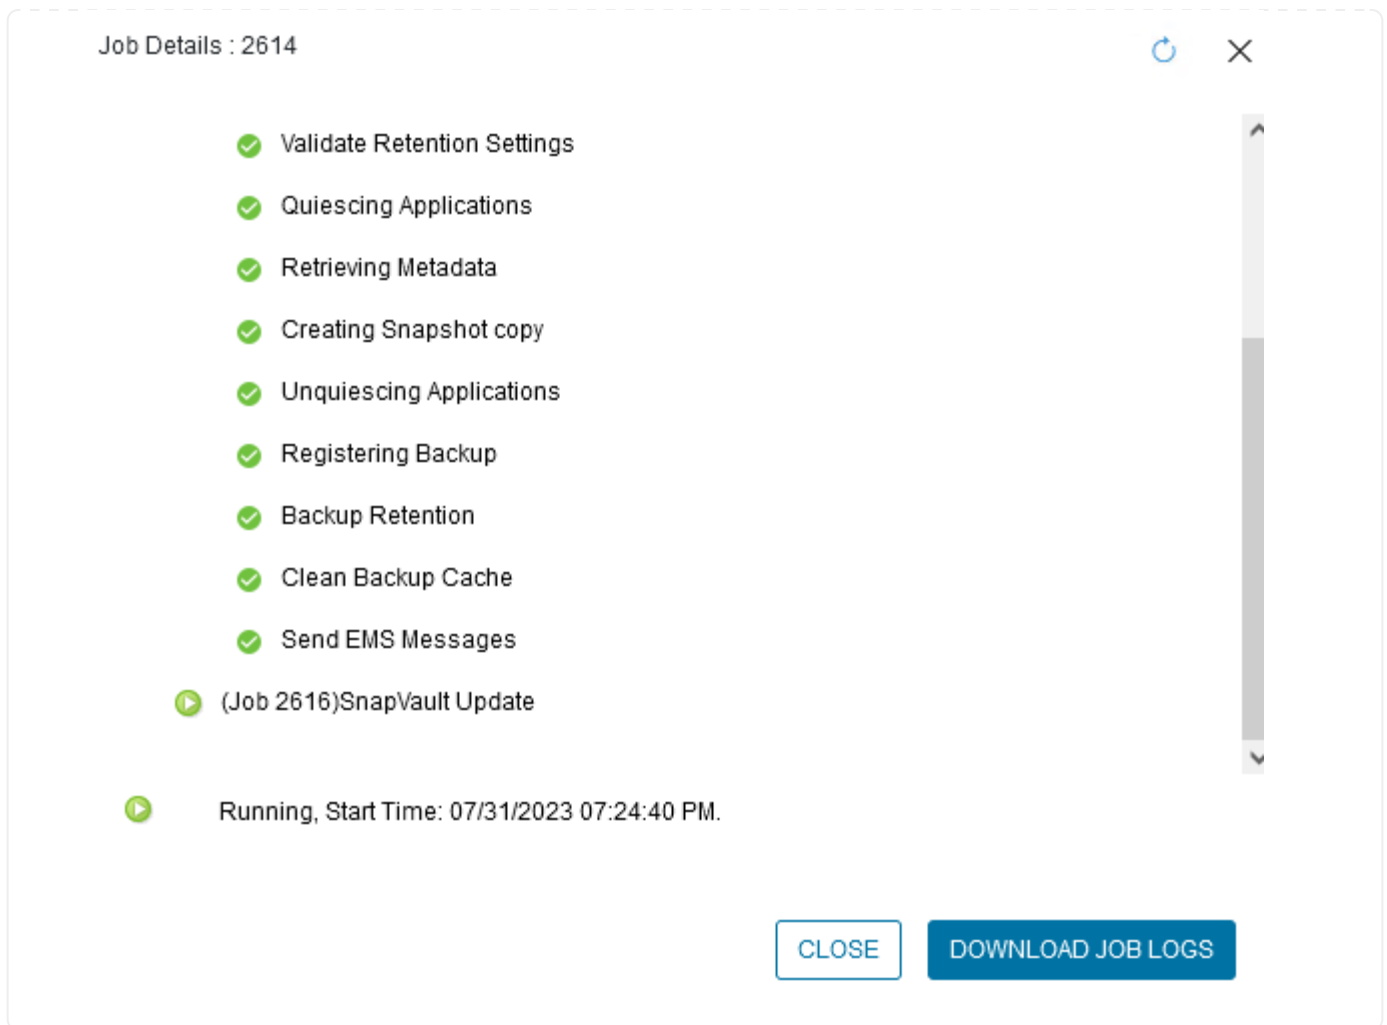 Job Details : 2614
Validate Retention Settings
Quiescing Applications
Retrieving Metadata
Creating Snapshot copy
Unquiescing Applications
Registering Backup
Backup Retention
Clean Backup Cache
Send EMS Messages
(Job 2616)SnapVault Update
Running, Start Time: 07/31/2023 07:24:40 PM.
CLOSE
DOWNLOAD JOB LOGS